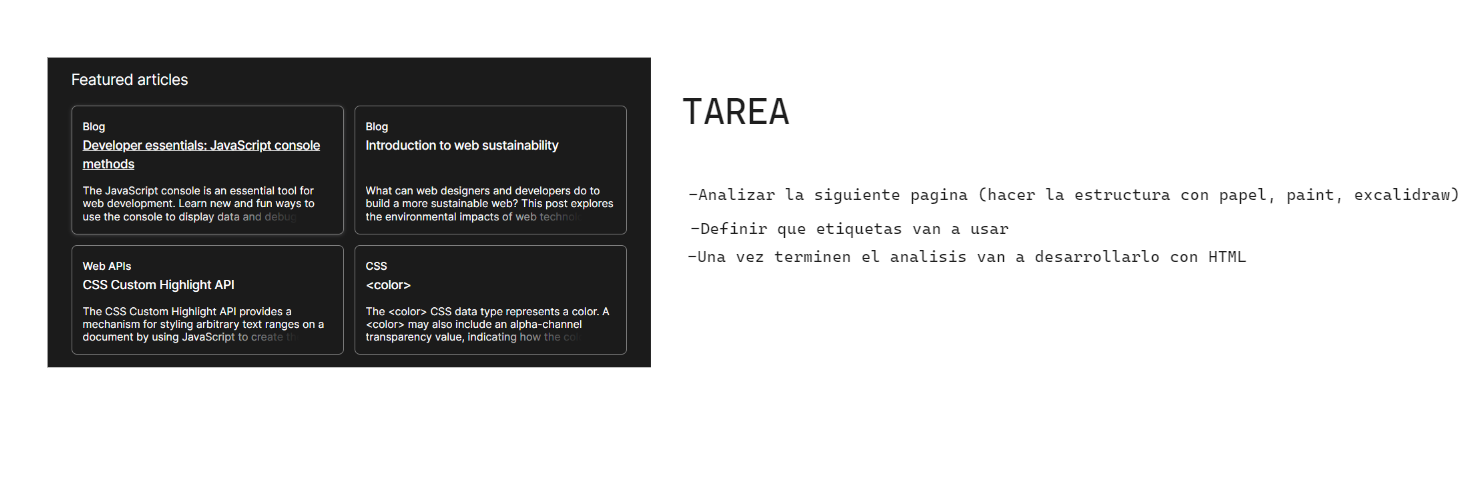 Featured articles
Blog
Developer essentials: JavaScript console
methods
The JavaScript console is an essential tool for
web development. Learn new and fun ways to
use the console to display data and debug
Blog
Introduction to web sustainability
What can web designers and developers do to
build a more sustainable web? This post explores
the environmental impacts of web
Web APIs
CSS Custom Highlight API
The CSS Custom Highlight API provides a
mechanism for styling arbitrary text ranges on a
document by using JavaScript to create
CSS
<color>
The <color> CSS data type represents a color. A
<color> may also include an alpha-channel
transparency value, indicating how the
TAREA
-Analizar la siguiente pagina (hacer la estructura con papel, paint, excalidraw)
-Definir que etiquetas van a usar
-Una vez terminen el analisis van a desarrollarlo con HTML